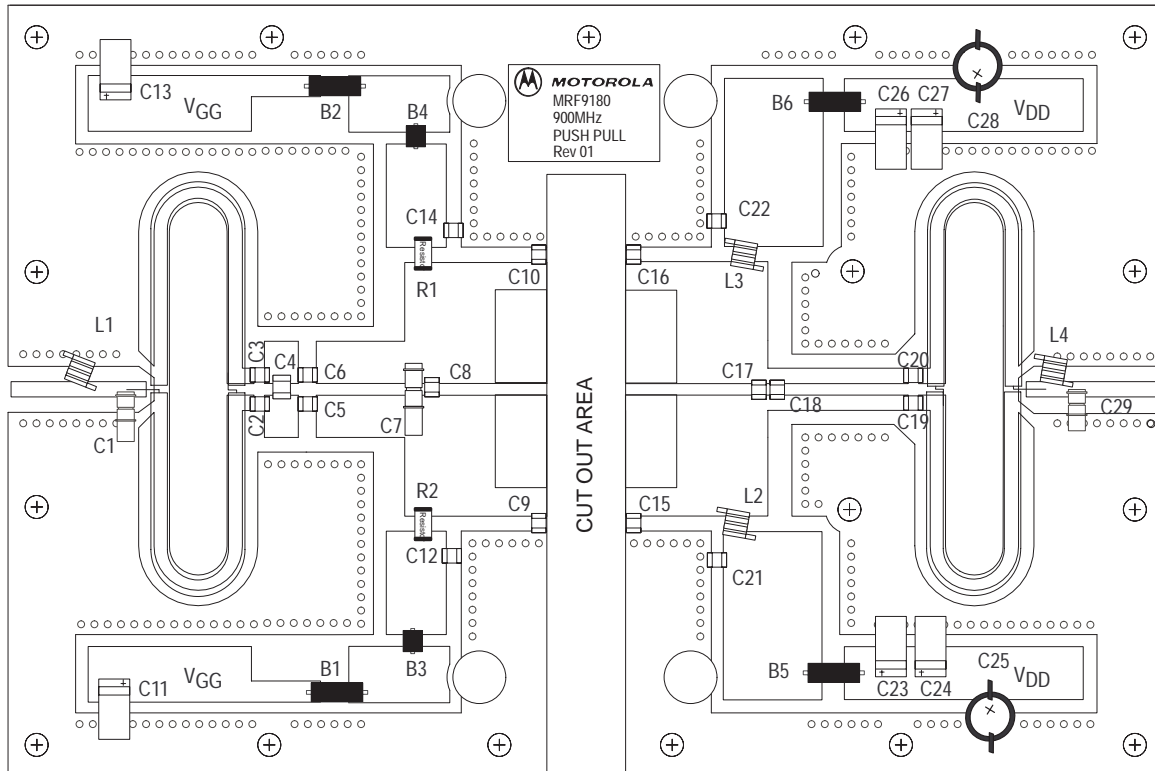 C13
VGG
B2
B4
MOTOROLA
MRF9180
900MHz
PUSH PULL
Rev 01
B6
C26
C27
C28
VDD
C14
R1
C10
C16
C22
L3
L1
C3
C4
C6
C8
C17
C18
C20
L4
C1
C2
C5
C7
C19
C29
CUT OUT AREA
R2
C12
C9
C15
L2
C21
C11
VGG
B1
B3
B5
C23
C24
C25
VDD
Resisto
Resisto